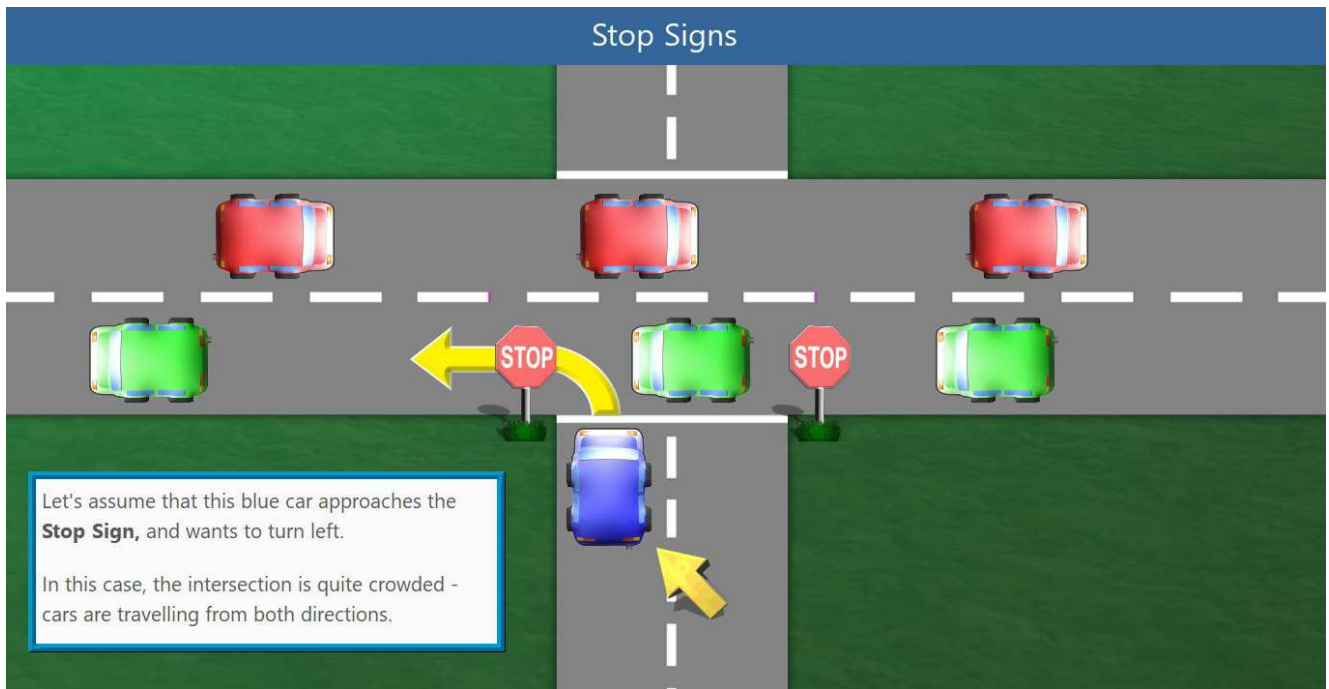 Stop Signs
STOP
STOP
Let's assume that this blue car approaches the
Stop Sign, and wants to turn left.
In this case, the intersection is quite crowded -
cars are travelling from both directions.